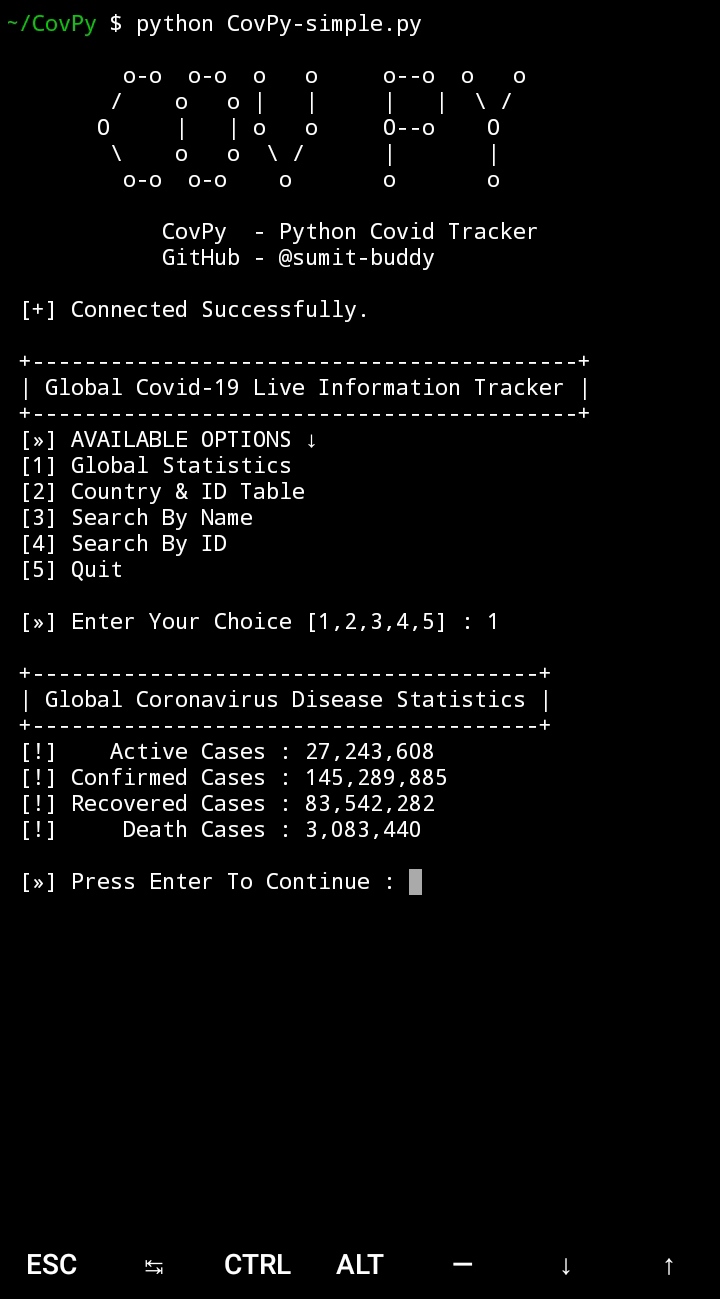 ~/CovPy $ python CovPy-simple.py
        o-o  o-o  o   o     o--o  o   o
       /    o   o |   |     |   |  \ /
      O     |   | o   o     O--o    O
       \    o   o  \ /      |       |
        o-o  o-o    o       o       o
CovPy  - Python Covid Tracker
GitHub - @sumit-buddy
[+] Connected Successfully.
+------------------------------------------+
| Global Covid-19 Live Information Tracker |
+------------------------------------------+
[»] AVAILABLE OPTIONS ↓
[1] Global Statistics
[2] Country & ID Table
[3] Search By Name
[4] Search By ID
[5] Quit
[»] Enter Your Choice [1,2,3,4,5] : 1
+---------------------------------------+
| Global Coronavirus Disease Statistics |
+---------------------------------------+
[!]    Active Cases : 27,243,608
[!] Confirmed Cases : 145,289,885
[!] Recovered Cases : 83,542,282
[!]     Death Cases : 3,083,440
[»] Press Enter To Continue :
ESC ↹ CTRL ALT — ↓ ↑